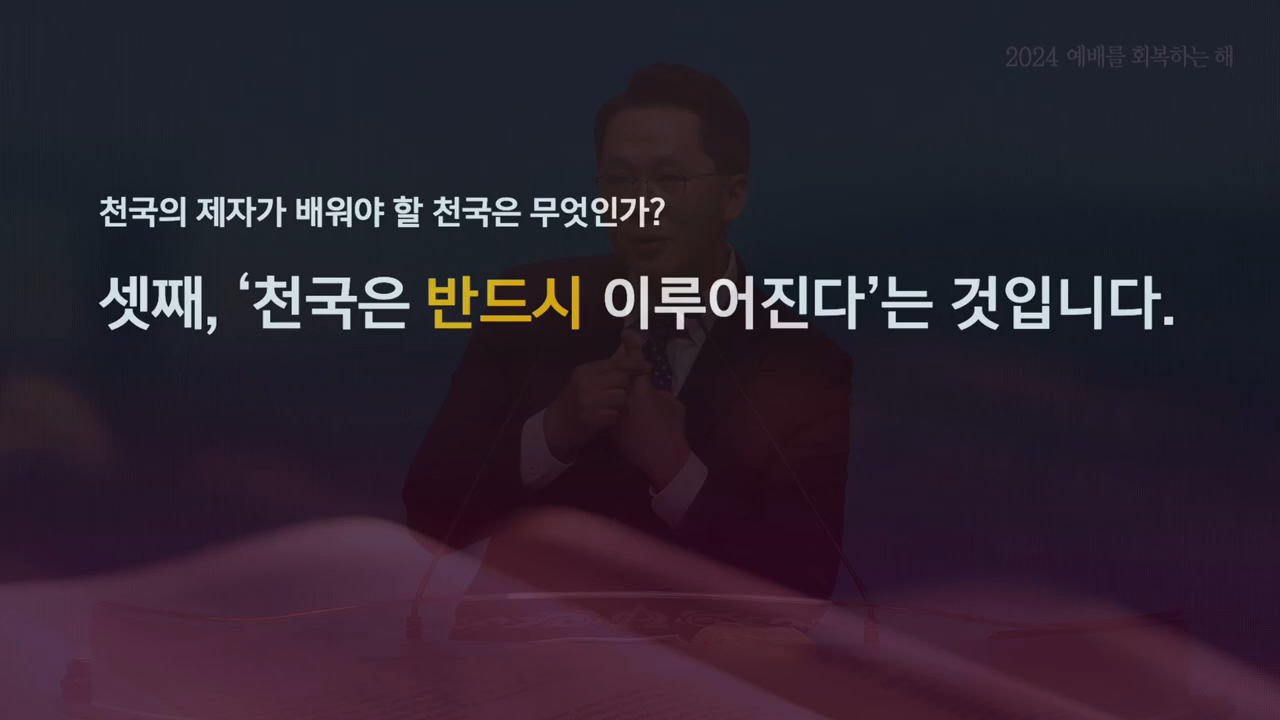 2024 예배를 회복하는 해
천국의 제자가 배워야 할 천국은 무엇인가?
셋째, ‘천국은 반드시 이루어진다’는 것입니다.